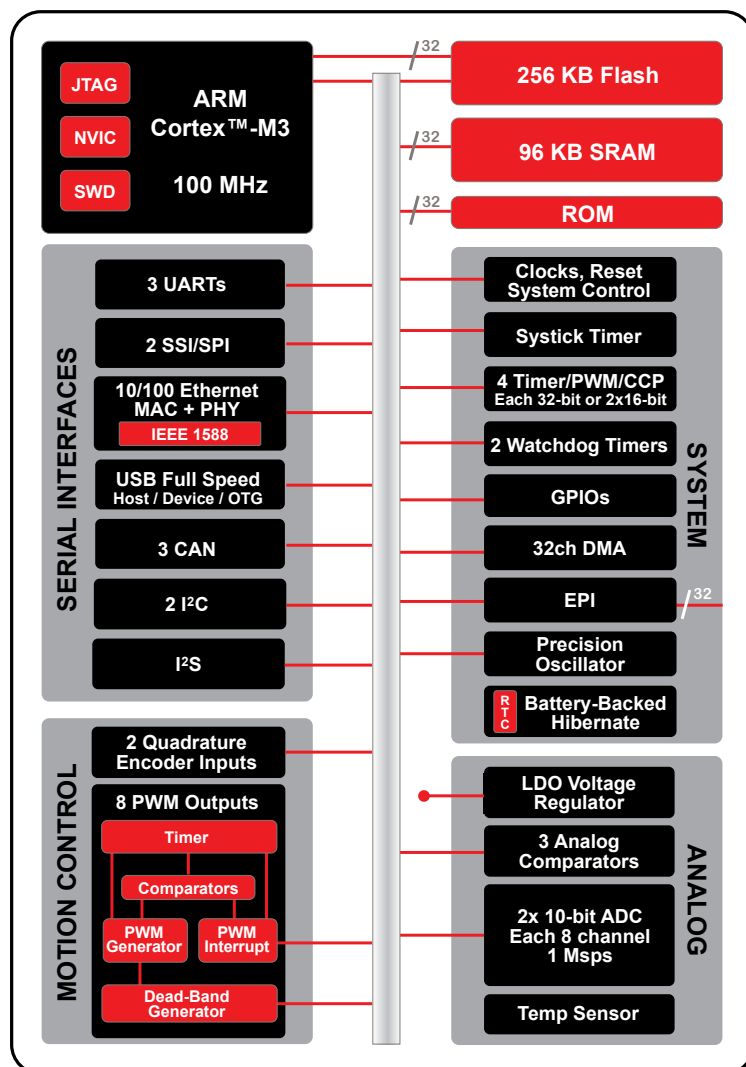 JTAG
NVIC
SWD
ARM
Cortex™-M3
100 MHz
32
256 KB Flash
32
96 KB SRAM
32
ROM
SERIAL INTERFACES
3 UARTs
2 SSI/SPI
10/100 Ethernet
MAC + PHY
IEEE 1588
USB Full Speed
Host / Device / OTG
3 CAN
2 I²C
I²S
SYSTEM
Clocks, Reset
System Control
Systick Timer
4 Timer/PWM/CCP
Each 32-bit or 2x16-bit
2 Watchdog Timers
GPIOs
32ch DMA
EPI
32
Precision
Oscillator
RTC
Battery-Backed
Hibernate
MOTION CONTROL
2 Quadrature
Encoder Inputs
8 PWM Outputs
Timer
Comparators
PWM
Generator
PWM
Interrupt
Dead-Band
Generator
ANALOG
LDO Voltage
Regulator
3 Analog
Comparators
2x 10-bit ADC
Each 8 channel
1 Msps
Temp Sensor